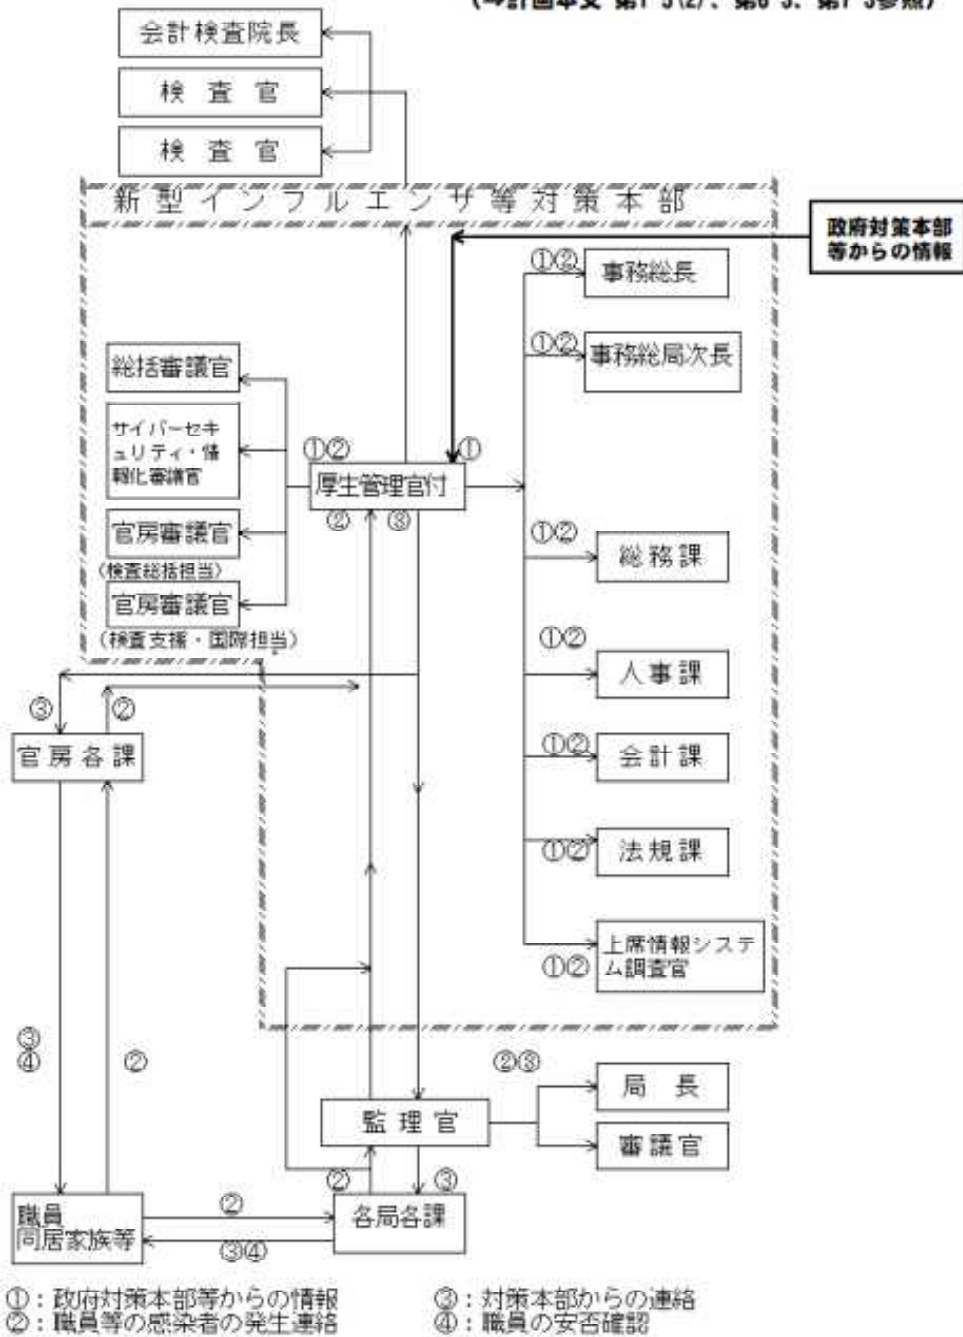 会計検査院長
検査官
検査官
新型インフルエンザ等対策本部
政府対策本部
等からの情報
①②
事務総長
①②
事務総局次長
総括審議官
サイバーセキ
ュリティ・情
報化審議官
①②
①
厚生管理官付
②
③
官房審議官
(検査総括担当)
官房審議官
(検査支援・国際担当)
①②
総務課
①②
人事課
③
②
官房各課
①②
会計課
①②
法規課
①②
上席情報システ
ム調査官
③
④
②
②③
局長
監理官
審議官
②
③
職員
同居家族等
②
③④
各局各課
①:政府対策本部等からの情報
②:職員等の感染者の発生連絡
③:対策本部からの連絡
④:職員の安否確認